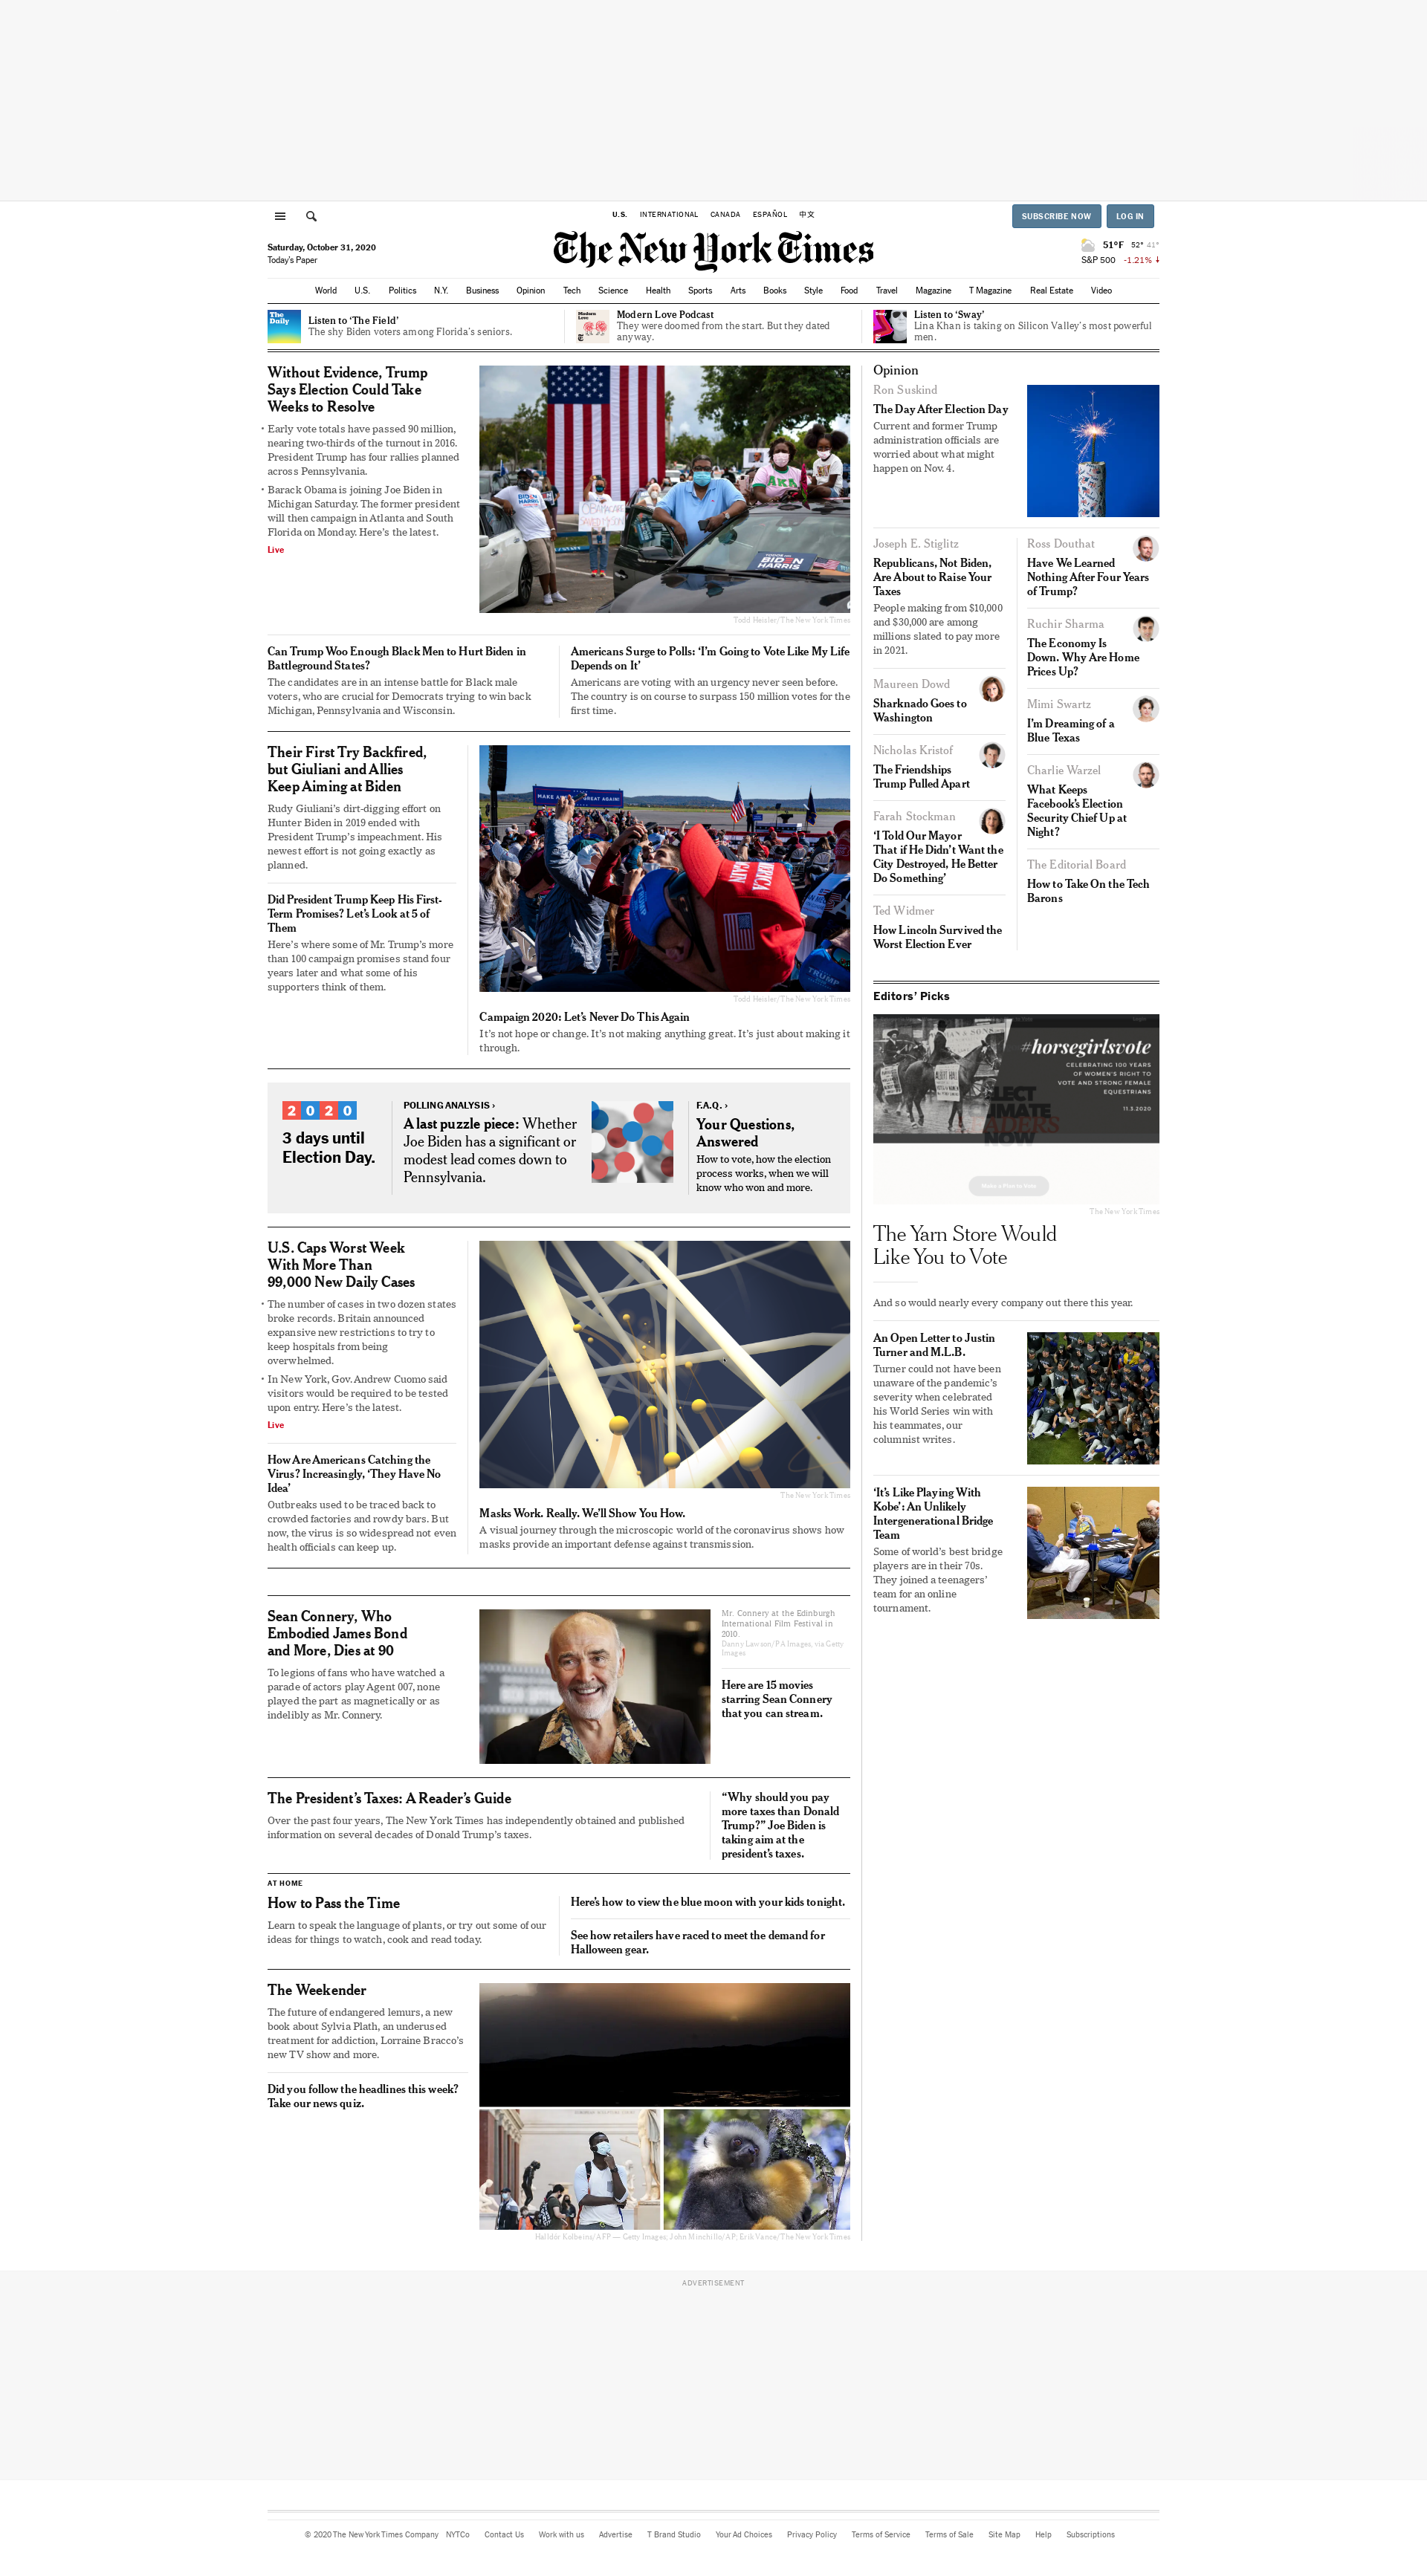 U.S. INTERNATIONAL CANADA ESPAÑOL 中文
SUBSCRIBE NOW LOG IN
Saturday, October 31, 2020
Today's Paper
The New York Times
51°F 52° 41°
S&P 500 -1.21%
World U.S. Politics N.Y. Business Opinion Tech Science Health Sports Arts Books Style Food Travel Magazine T Magazine Real Estate Video
The
Daily
Listen to ‘The Field’
The shy Biden voters among Florida’s seniors.
Modern
Love
Modern Love Podcast
They were doomed from the start. But they dated
anyway.
Sway
Listen to ‘Sway’
Lina Khan is taking on Silicon Valley’s most powerful
men.
Without Evidence, Trump
Says Election Could Take
Weeks to Resolve
• Early vote totals have passed 90 million,
nearing two-thirds of the turnout in 2016.
President Trump has four rallies planned
across Pennsylvania.
• Barack Obama is joining Joe Biden in
Michigan Saturday. The former president
will then campaign in Atlanta and South
Florida on Monday. Here’s the latest.
Live
BIDEN
HARRIS
AKA
BIDEN
HARRIS
Todd Heisler/The New York Times
Can Trump Woo Enough Black Men to Hurt Biden in
Battleground States?
The candidates are in an intense battle for Black male
voters, who are crucial for Democrats trying to win back
Michigan, Pennsylvania and Wisconsin.
Americans Surge to Polls: ‘I’m Going to Vote Like My Life
Depends on It’
Americans are voting with an urgency never seen before.
The country is on course to surpass 150 million votes for the
first time.
Their First Try Backfired,
but Giuliani and Allies
Keep Aiming at Biden
Rudy Giuliani’s dirt-digging effort on
Hunter Biden in 2019 ended with
President Trump’s impeachment. His
newest effort is not going exactly as
planned.
Did President Trump Keep His First-
Term Promises? Let’s Look at 5 of
Them
Here’s where some of Mr. Trump’s more
than 100 campaign promises stand four
years later and what some of his
supporters think of them.
MAKE AMERICA GREAT AGAIN!
AMERICA
AGAIN
TRUMP
Todd Heisler/The New York Times
Campaign 2020: Let’s Never Do This Again
It’s not hope or change. It’s not making anything great. It’s just about making it
through.
2020
3 days until
Election Day.
POLLING ANALYSIS ›
A last puzzle piece: Whether
Joe Biden has a significant or
modest lead comes down to
Pennsylvania.
F.A.Q. ›
Your Questions,
Answered
How to vote, how the election
process works, when we will
know who won and more.
U.S. Caps Worst Week
With More Than
99,000 New Daily Cases
• The number of cases in two dozen states
broke records. Britain announced
expansive new restrictions to try to
keep hospitals from being
overwhelmed.
• In New York, Gov. Andrew Cuomo said
visitors would be required to be tested
upon entry. Here’s the latest.
Live
How Are Americans Catching the
Virus? Increasingly, ‘They Have No
Idea’
Outbreaks used to be traced back to
crowded factories and rowdy bars. But
now, the virus is so widespread not even
health officials can keep up.
The New York Times
Masks Work. Really. We’ll Show You How.
A visual journey through the microscopic world of the coronavirus shows how
masks provide an important defense against transmission.
Sean Connery, Who
Embodied James Bond
and More, Dies at 90
To legions of fans who have watched a
parade of actors play Agent 007, none
played the part as magnetically or as
indelibly as Mr. Connery.
Mr. Connery at the Edinburgh
International Film Festival in
2010.
Danny Lawson/PA Images, via Getty
Images
Here are 15 movies
starring Sean Connery
that you can stream.
The President’s Taxes: A Reader’s Guide
Over the past four years, The New York Times has independently obtained and published
information on several decades of Donald Trump’s taxes.
“Why should you pay
more taxes than Donald
Trump?” Joe Biden is
taking aim at the
president’s taxes.
AT HOME
How to Pass the Time
Learn to speak the language of plants, or try out some of our
ideas for things to watch, cook and read today.
Here’s how to view the blue moon with your kids tonight.
See how retailers have raced to meet the demand for
Halloween gear.
The Weekender
The future of endangered lemurs, a new
book about Sylvia Plath, an underused
treatment for addiction, Lorraine Bracco’s
new TV show and more.
Did you follow the headlines this week?
Take our news quiz.
Halldór Kolbeins/AFP — Getty Images; John Minchillo/AP; Erik Vance/The New York Times
Opinion
Ron Suskind
The Day After Election Day
Current and former Trump
administration officials are
worried about what might
happen on Nov. 4.
Joseph E. Stiglitz
Republicans, Not Biden,
Are About to Raise Your
Taxes
People making from $10,000
and $30,000 are among
millions slated to pay more
in 2021.
Maureen Dowd
Sharknado Goes to
Washington
Nicholas Kristof
The Friendships
Trump Pulled Apart
Farah Stockman
‘I Told Our Mayor
That if He Didn’t Want the
City Destroyed, He Better
Do Something’
Ted Widmer
How Lincoln Survived the
Worst Election Ever
Ross Douthat
Have We Learned
Nothing After Four Years
of Trump?
Ruchir Sharma
The Economy Is
Down. Why Are Home
Prices Up?
Mimi Swartz
I’m Dreaming of a
Blue Texas
Charlie Warzel
What Keeps
Facebook’s Election
Security Chief Up at
Night?
The Editorial Board
How to Take On the Tech
Barons
Editors’ Picks
#horsegirlsvote
CELEBRATING 100 YEARS
OF WOMEN'S RIGHT TO
VOTE AND STRONG FEMALE
EQUESTRIANS
11.3.2020
ELECT
CLIMATE
LEADERS
NOW
Make a Plan to Vote
The New York Times
The Yarn Store Would
Like You to Vote
And so would nearly every company out there this year.
An Open Letter to Justin
Turner and M.L.B.
Turner could not have been
unaware of the pandemic’s
severity when celebrated
his World Series win with
his teammates, our
columnist writes.
‘It’s Like Playing With
Kobe’: An Unlikely
Intergenerational Bridge
Team
Some of world’s best bridge
players are in their 70s.
They joined a teenagers’
team for an online
tournament.
ADVERTISEMENT
© 2020 The New York Times Company NYTCo Contact Us Work with us Advertise T Brand Studio Your Ad Choices Privacy Policy Terms of Service Terms of Sale Site Map Help Subscriptions